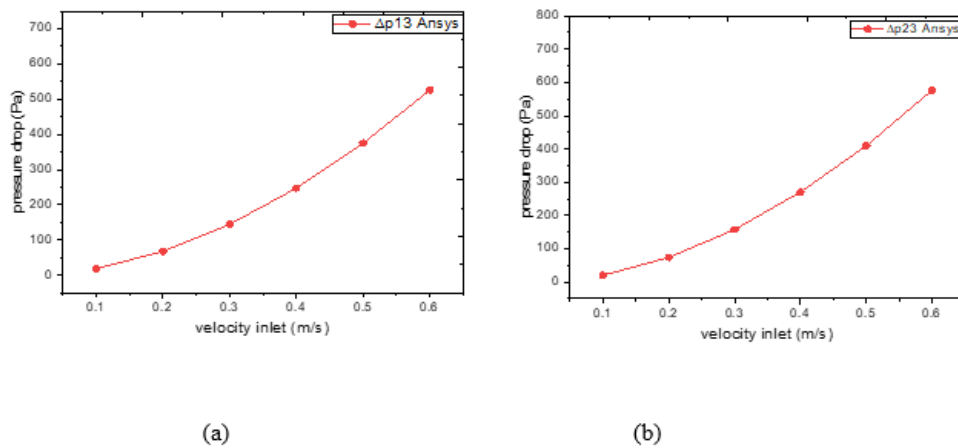 Δp13 Ansys
700
600
500
400
300
200
100
0
pressure drop (Pa)
0.1 0.2 0.3 0.4 0.5 0.6
velocity inlet (m/s)
(a)
Δp23 Ansys
800
700
600
500
400
300
200
100
0
pressure drop (Pa)
0.1 0.2 0.3 0.4 0.5 0.6
velocity inlet (m/s)
(b)